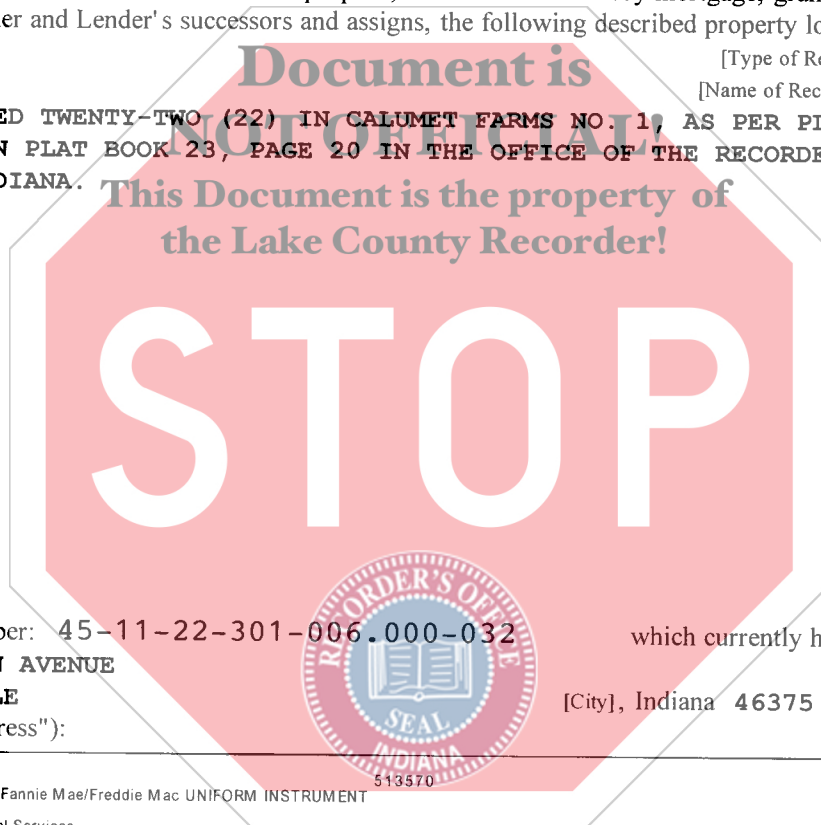 er and Lender's successors and assigns, the following described property lo
Document is
[Type of Re
[Name of Rec
NOT OFFICIAL!
ED TWENTY-TWO (22) IN CALUMET FARMS NO. 1, AS PER PL
N PLAT BOOK 23, PAGE 20 IN THE OFFICE OF THE RECORDE
DIANA.
This Document is the property of
the Lake County Recorder!
STOP
RECORDER'S OFFICE
SEAL
INDIANA
ber: 45-11-22-301-006.000-032 which currently h
N AVENUE
LE [City], Indiana 46375
ress"):
513570
Fannie Mae/Freddie Mac UNIFORM INSTRUMENT